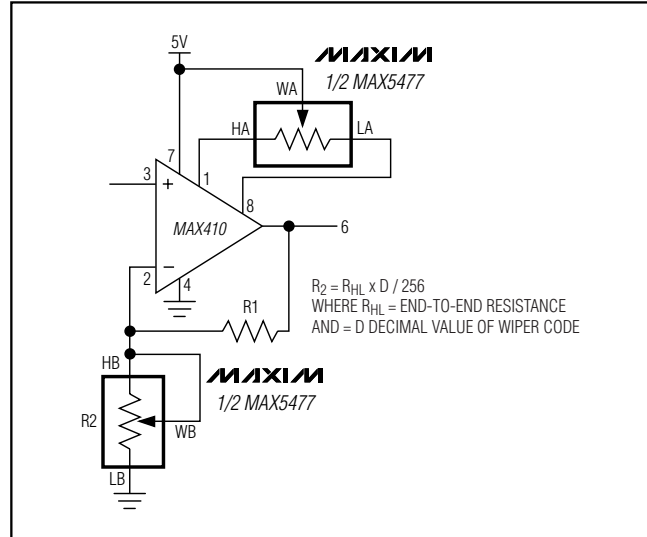 5V
MAXIM
1/2 MAX5477
WA
HA
LA
7
1
3
+
8
MAX410
6
2
−
4
R1
R₂ = R_HL x D / 256
WHERE R_HL = END-TO-END RESISTANCE
AND = D DECIMAL VALUE OF WIPER CODE
HB
MAXIM
1/2 MAX5477
R2
WB
LB